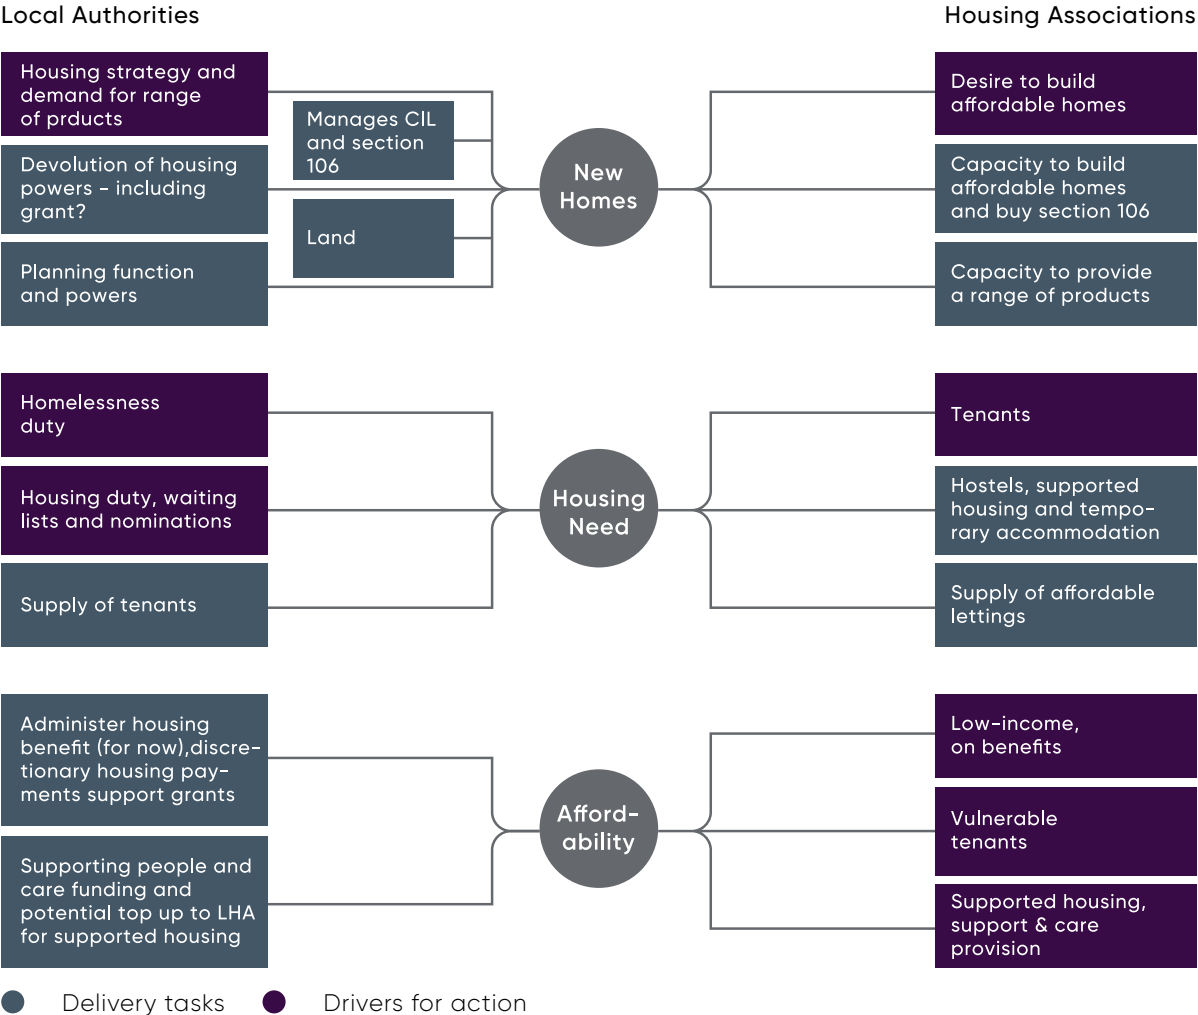 Local Authorities
Housing Associations
Housing strategy and
demand for range
of prducts
Manages CIL
and section
106
Devolution of housing
powers - including
grant?
Land
Planning function
and powers
New
Homes
Desire to build
affordable homes
Capacity to build
affordable homes
and buy section 106
Capacity to provide
a range of products
Homelessness
duty
Housing duty, waiting
lists and nominations
Supply of tenants
Housing
Need
Tenants
Hostels, supported
housing and tempo-
rary accommodation
Supply of affordable
lettings
Administer housing
benefit (for now),discre-
tionary housing pay-
ments support grants
Supporting people and
care funding and
potential top up to LHA
for supported housing
Afford-
ability
Low-income,
on benefits
Vulnerable
tenants
Supported housing,
support & care
provision
Delivery tasks
Drivers for action